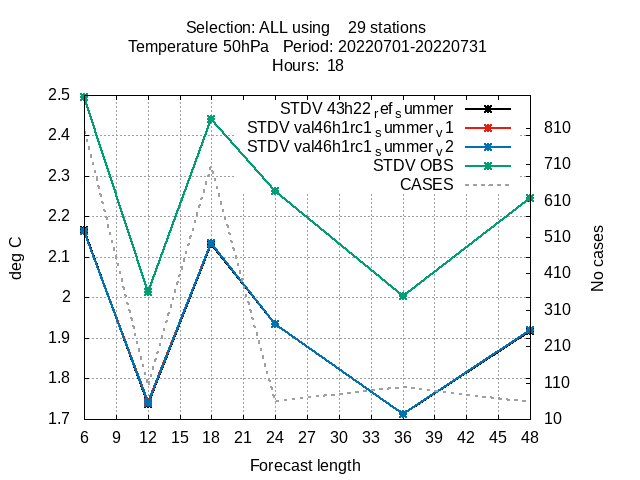 Selection: ALL using 29 stations
Temperature 50hPa Period: 20220701-20220731
Hours: 18
STDV 43h22refsummer
STDV val46h1rc1summerv1
STDV val46h1rc1summerv2
STDV OBS
CASES
deg C
2.5
2.4
2.3
2.2
2.1
2
1.9
1.8
1.7
810
710
610
510
410
310
210
110
10
No cases
6 9 12 15 18 21 24 27 30 33 36 39 42 45 48
Forecast length